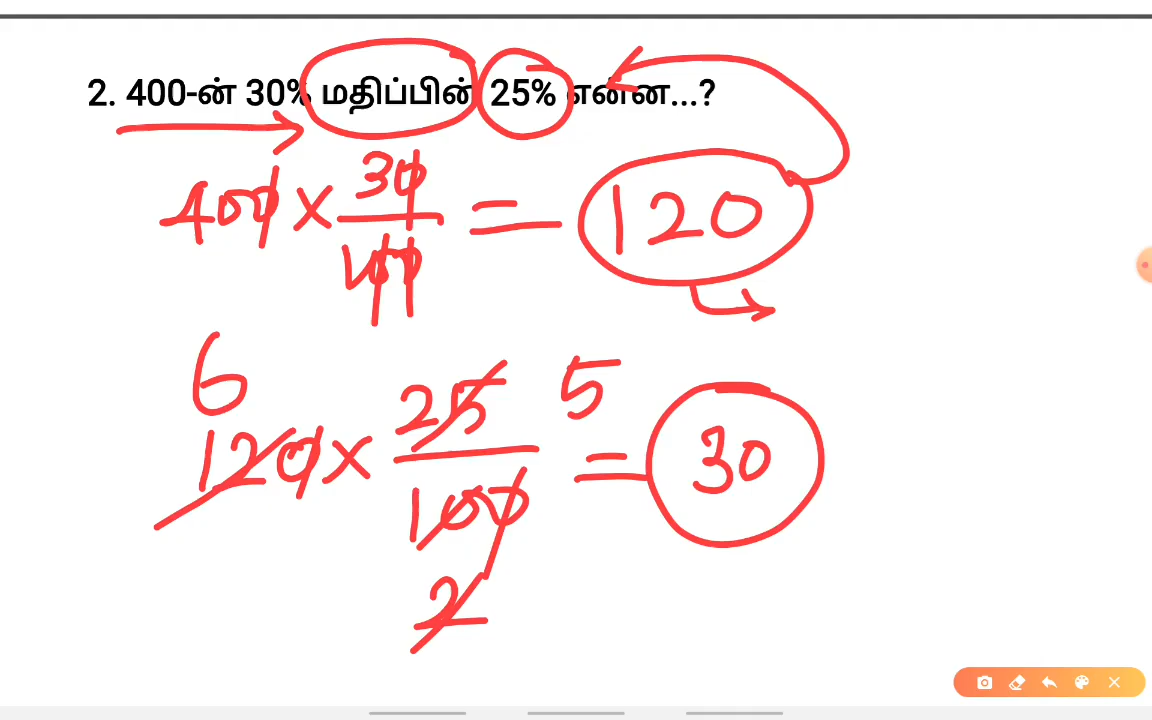 2. 400-ன் 30% மதிப்பின் 25% என்ன...?
400 × 30/100 = 120
6
120 × 25/100 = 30
5
2